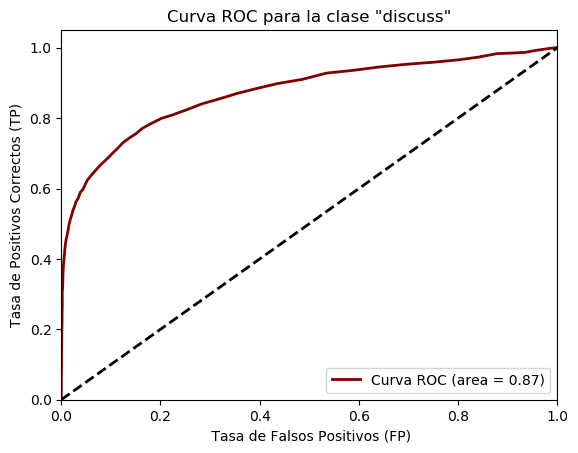 Curva ROC para la clase "discuss"
Tasa de Positivos Correctos (TP)
1.0
0.8
0.6
0.4
0.2
0.0
Curva ROC (area = 0.87)
0.0 0.2 0.4 0.6 0.8 1.0
Tasa de Falsos Positivos (FP)